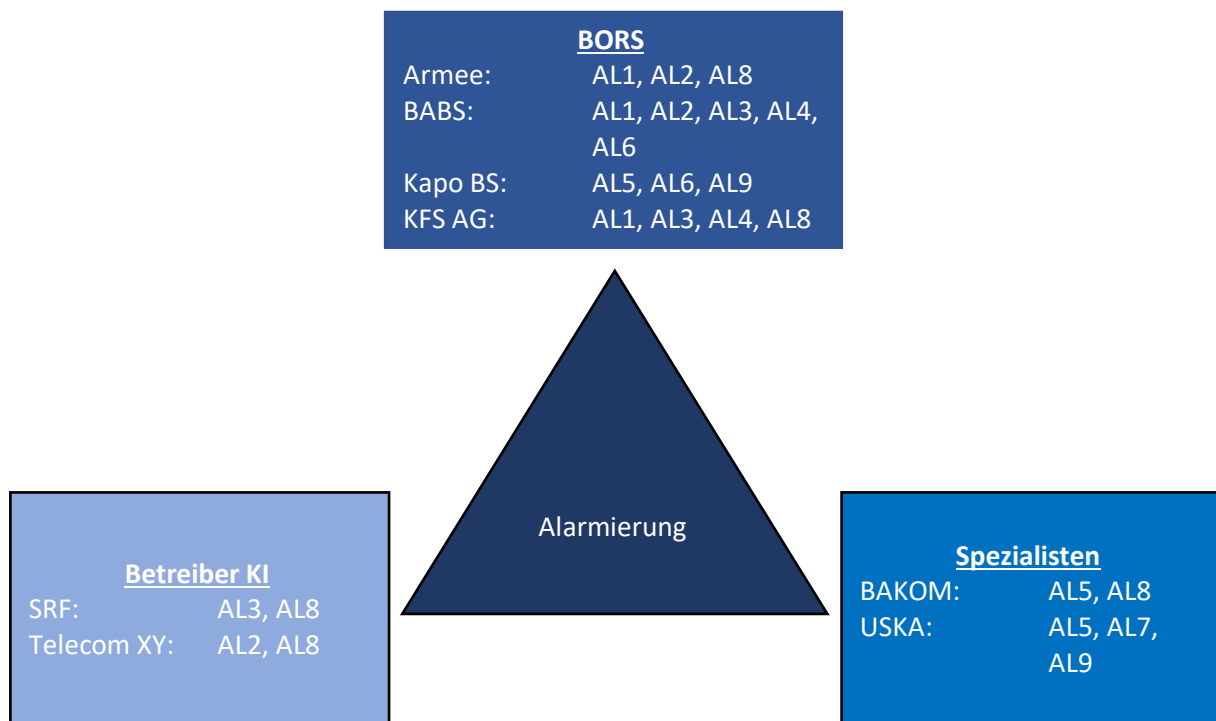 BORS
Armee: AL1, AL2, AL8
BABS: AL1, AL2, AL3, AL4,
AL6
Kapo BS: AL5, AL6, AL9
KFS AG: AL1, AL3, AL4, AL8
Alarmierung
Betreiber KI
SRF: AL3, AL8
Telecom XY: AL2, AL8
Spezialisten
BAKOM: AL5, AL8
USKA: AL5, AL7,
AL9